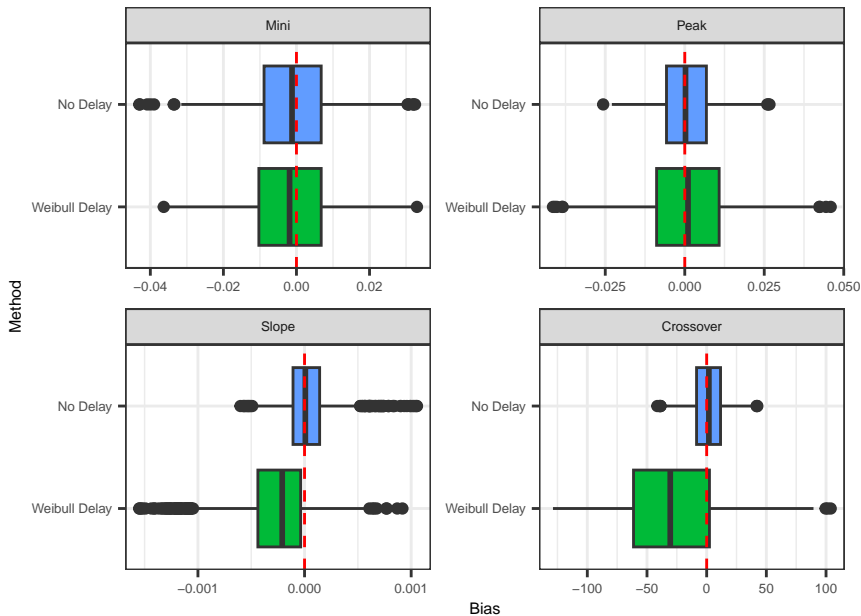 Mini
Peak
No Delay
Weibull Delay
−0.04
−0.02
0.00
0.02
No Delay
Weibull Delay
−0.025
0.000
0.025
0.050
Method
Slope
Crossover
No Delay
Weibull Delay
−0.001
0.000
0.001
No Delay
Weibull Delay
−100
−50
0
50
100
Bias